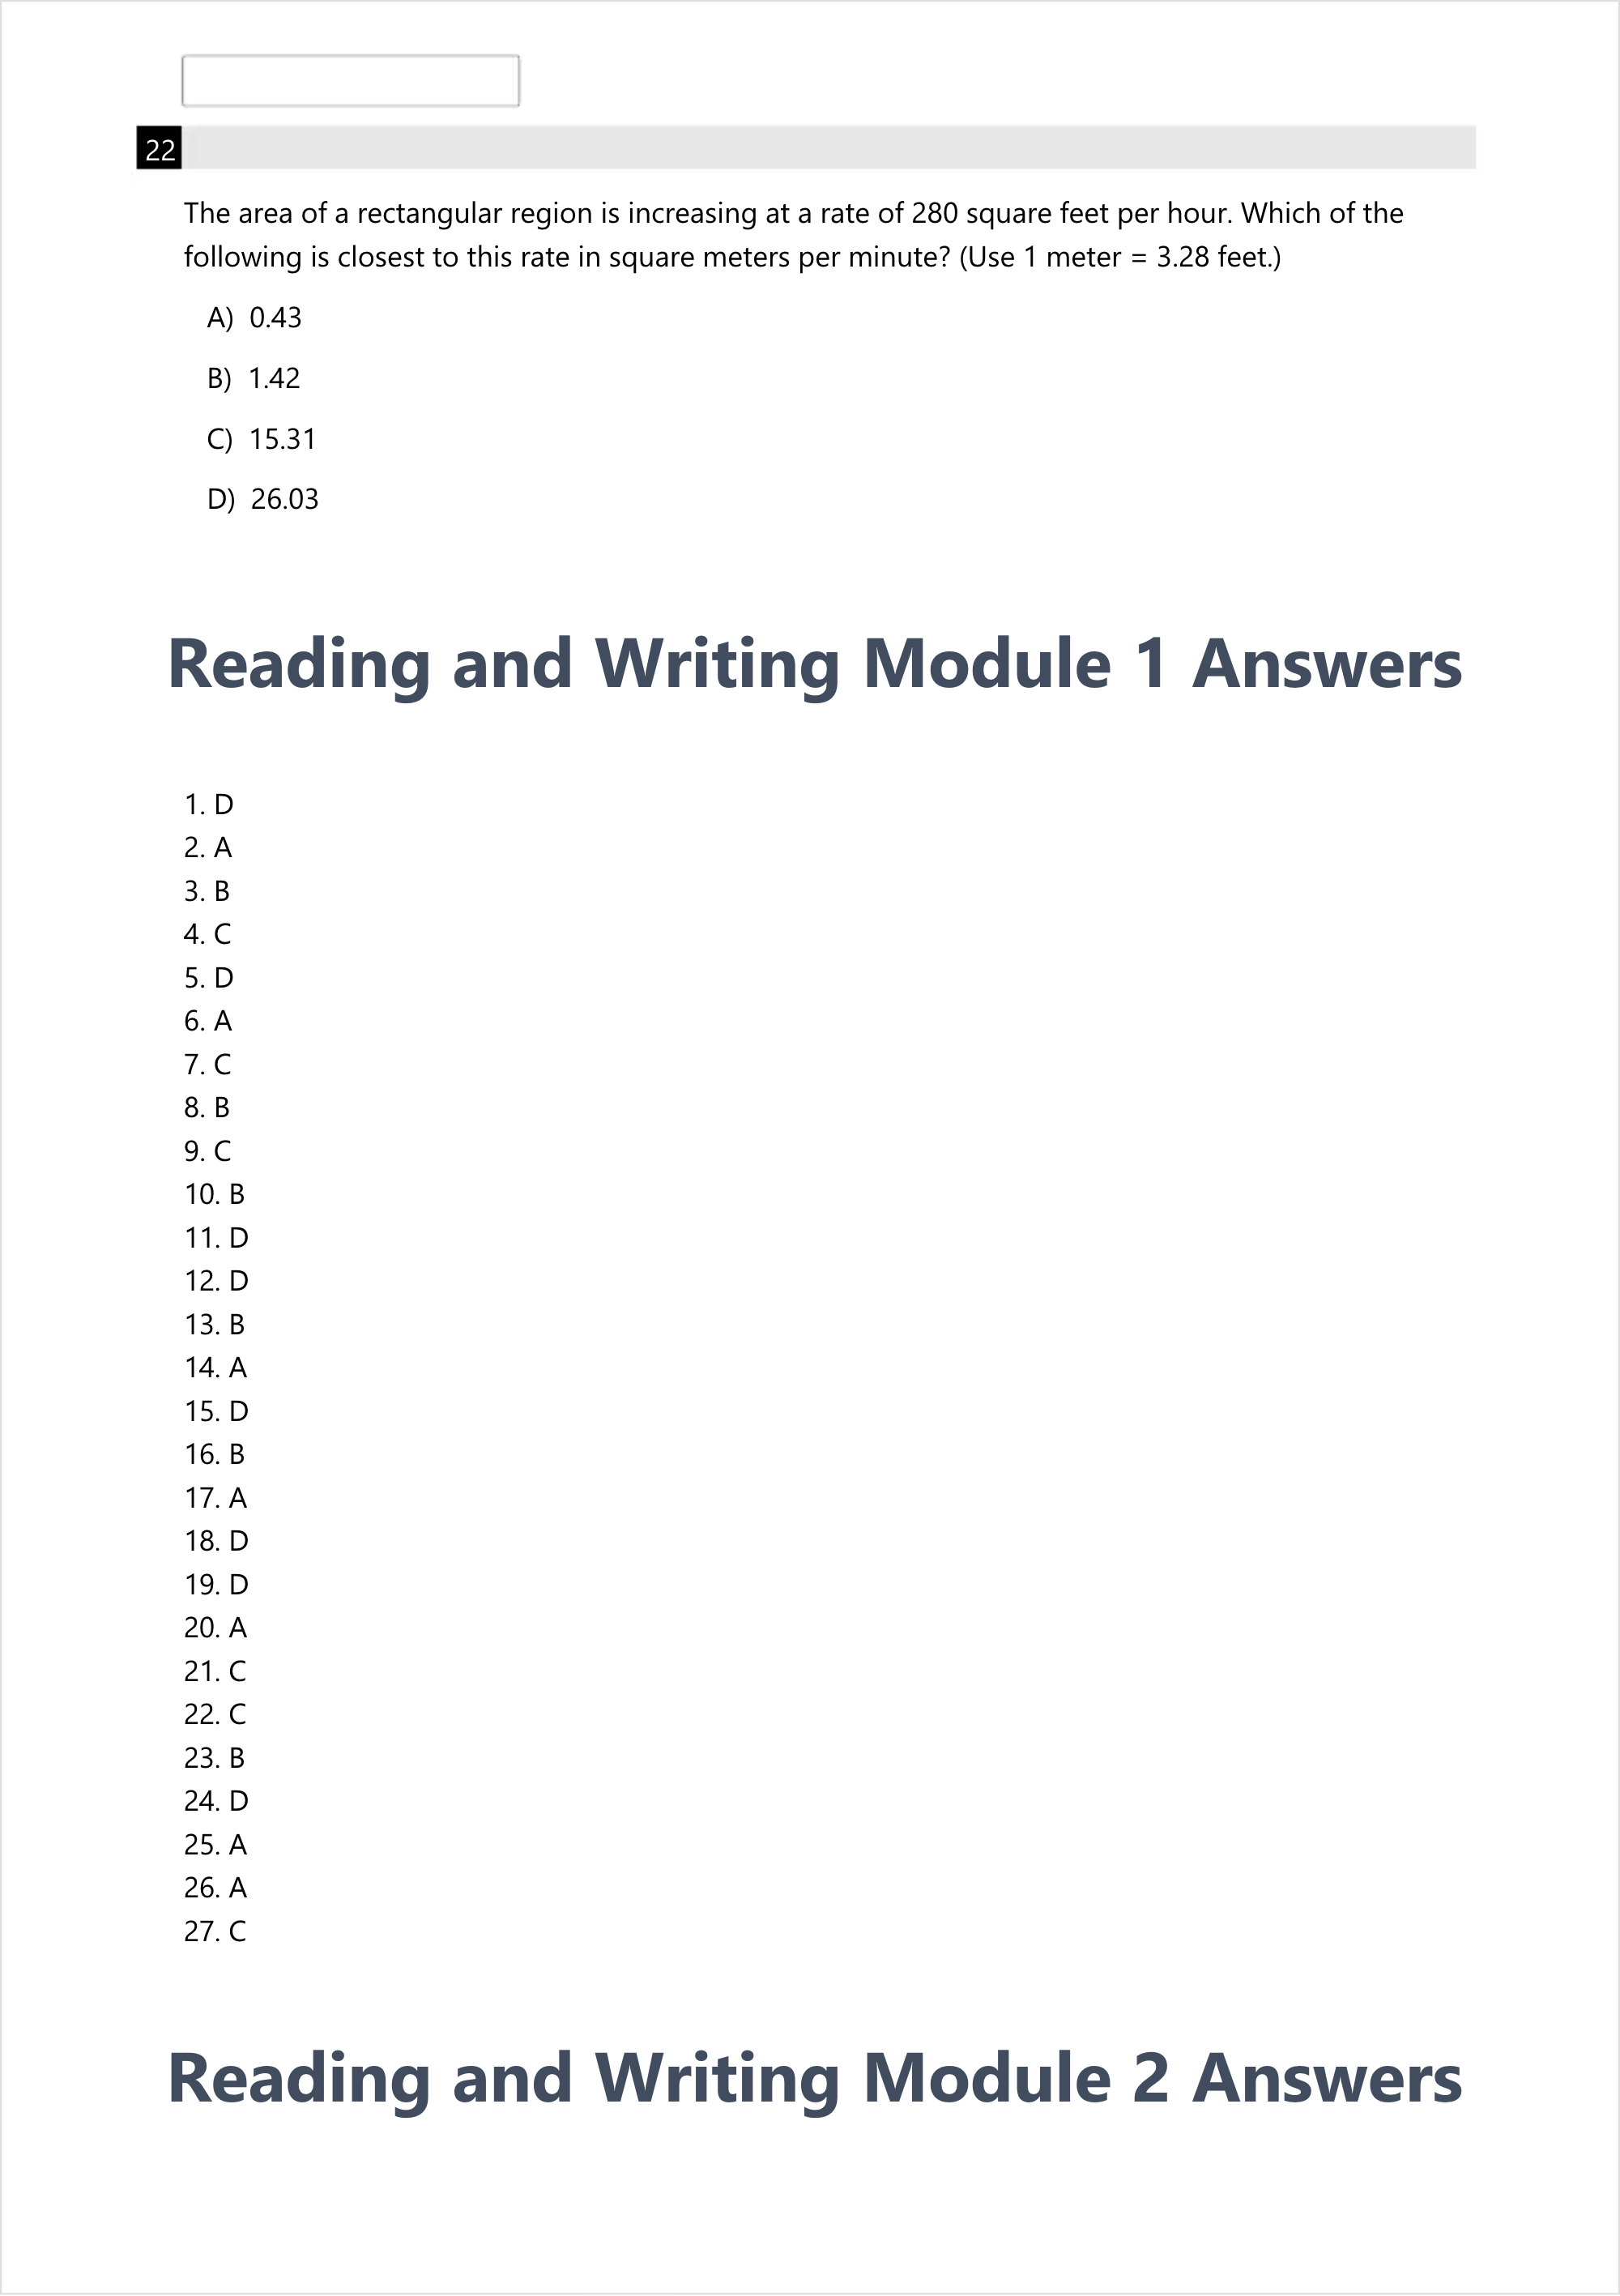 22
The area of a rectangular region is increasing at a rate of 280 square feet per hour. Which of the
following is closest to this rate in square meters per minute? (Use 1 meter = 3.28 feet.)
A) 0.43
B) 1.42
C) 15.31
D) 26.03
Reading and Writing Module 1 Answers
1. D
2. A
3. B
4. C
5. D
6. A
7. C
8. B
9. C
10. B
11. D
12. D
13. B
14. A
15. D
16. B
17. A
18. D
19. D
20. A
21. C
22. C
23. B
24. D
25. A
26. A
27. C
Reading and Writing Module 2 Answers